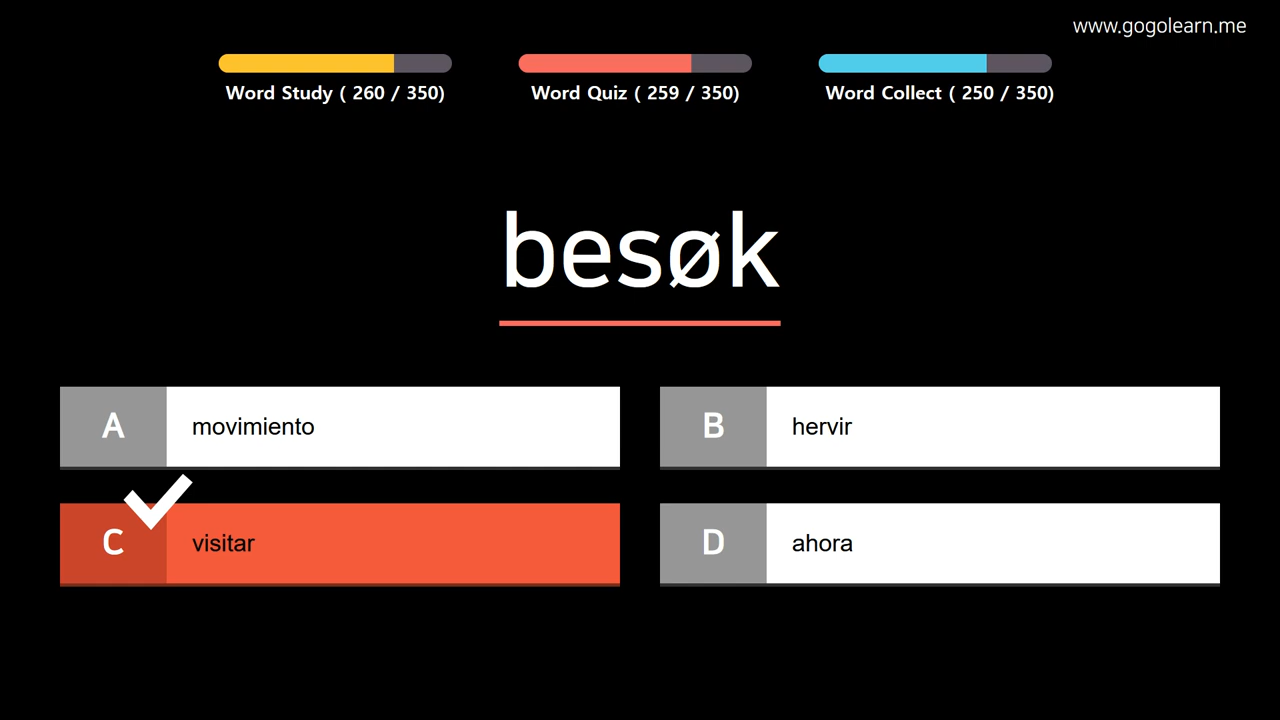 www.gogolearn.me
Word Study ( 260 / 350)
Word Quiz ( 259 / 350)
Word Collect ( 250 / 350)
besøk
A
movimiento
B
hervir
C
visitar
D
ahora